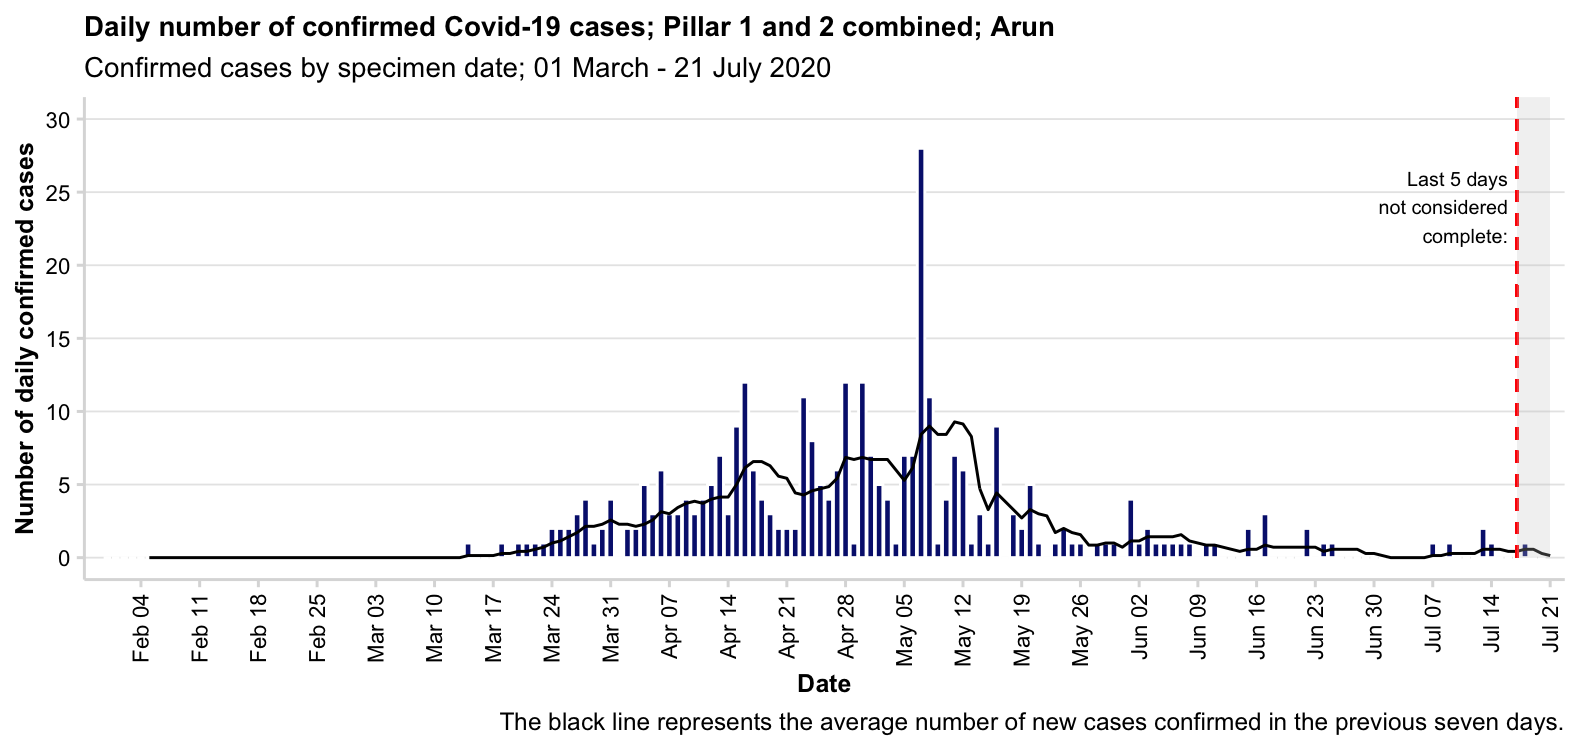 Daily number of confirmed Covid-19 cases; Pillar 1 and 2 combined; Arun
Confirmed cases by specimen date; 01 March - 21 July 2020
Number of daily confirmed cases
30
25
20
15
10
5
0
Last 5 days
not considered
complete:
Feb 04
Feb 11
Feb 18
Feb 25
Mar 03
Mar 10
Mar 17
Mar 24
Mar 31
Apr 07
Apr 14
Apr 21
Apr 28
May 05
May 12
May 19
May 26
Jun 02
Jun 09
Jun 16
Jun 23
Jun 30
Jul 07
Jul 14
Jul 21
Date
The black line represents the average number of new cases confirmed in the previous seven days.